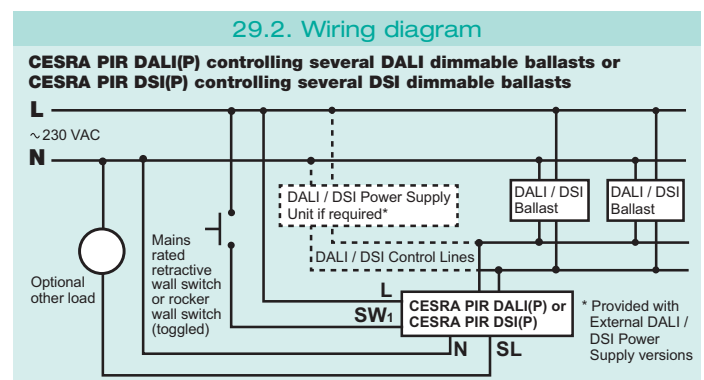 29.2. Wiring diagram
CESRA PIR DALI(P) controlling several DALI dimmable ballasts or
CESRA PIR DSI(P) controlling several DSI dimmable ballasts
L
~230 VAC
N
DALI / DSI Power Supply
Unit if required*
DALI / DSI
Ballast
DALI / DSI
Ballast
Mains
rated
retractive
wall switch
or rocker
wall switch
(toggled)
DALI / DSI Control Lines
Optional
other load
L
SW1
CESRA PIR DALI(P) or
CESRA PIR DSI(P)
* Provided with
External DALI /
DSI Power
Supply versions
N
SL